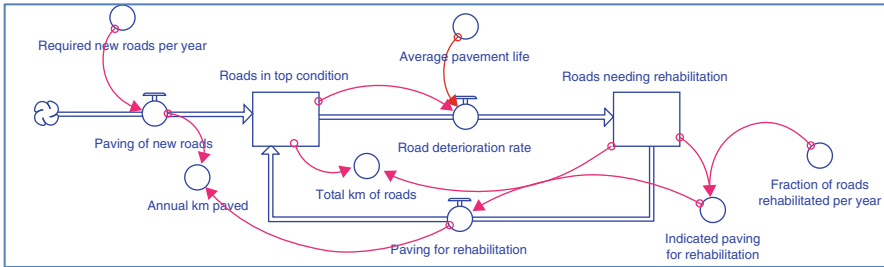 Required new roads per year
Average pavement life
Roads in top condition
Roads needing rehabilitation
Paving of new roads
Road deterioration rate
Annual km paved
Total km of roads
Fraction of roads
rehabilitated per year
Paving for rehabilitation
Indicated paving
for rehabilitation